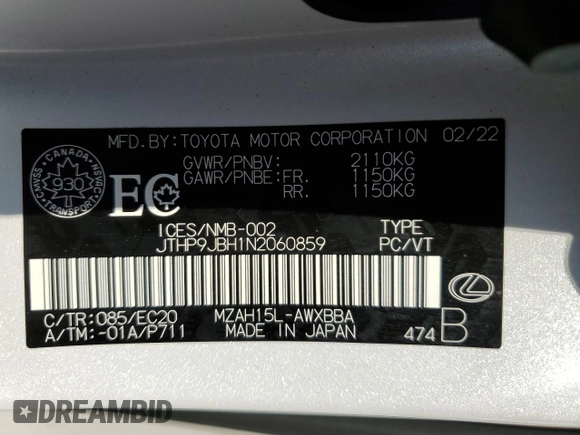 MFD.BY:TOYOTA MOTOR CORPORATION 02/22
GVWR/PNBV: 2110KG
GAWR/PNBE:FR. 1150KG
RR. 1150KG
CANADA
930
TRANSPORT
CMVSS
NSVAC
EC
ICES/NMB-002
TYPE
JTHP9JBH1N2060859
PC/VT
C/TR:085/EC20
MZAH15L-AWXBBA
A/TM:-01A/P711
MADE IN JAPAN
474 B
DREAMBID